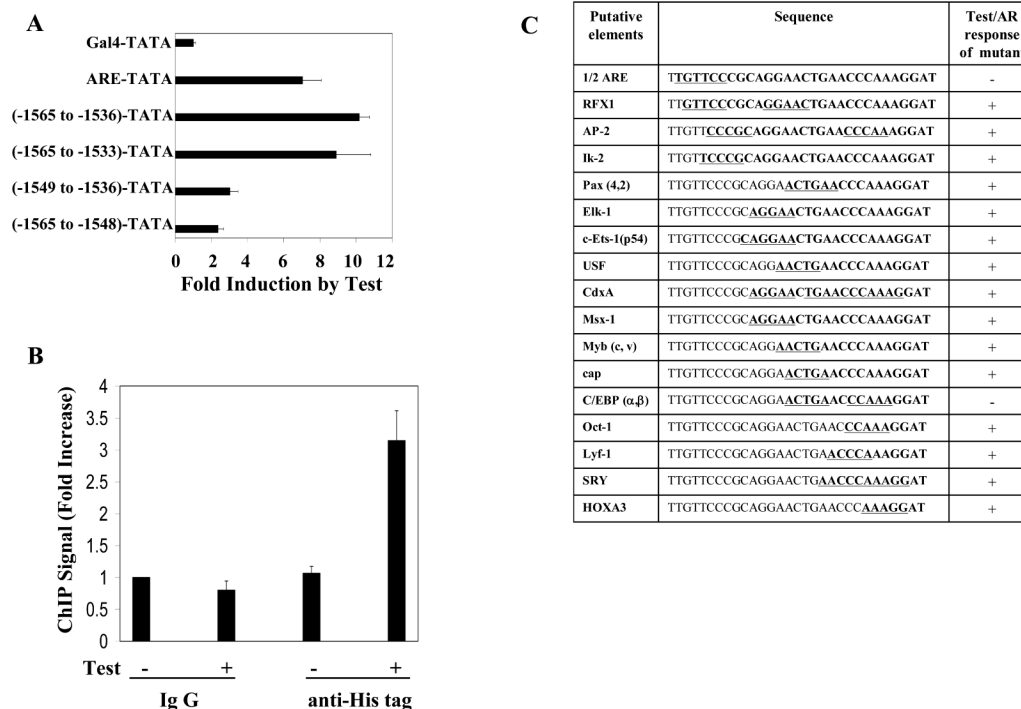 A
Gal4-TATA
ARE-TATA
(-1565 to -1536)-TATA
(-1565 to -1533)-TATA
(-1549 to -1536)-TATA
(-1565 to -1548)-TATA
0 2 4 6 8 10 12
Fold Induction by Test
B
ChIP Signal (Fold Increase)
4
3.5
3
2.5
2
1.5
1
0.5
0
Test - + - +
Ig G anti-His tag
C
Putative elements Sequence Test/AR response of mutant
1/2 ARE TTGTTCCCGCAGGAACTGAACCCAAAGGAT -
RFX1 TTGTTCCCGCAGGAACTGAACCCAAAGGAT +
AP-2 TTGTTCCCGCAGGAACTGAACCCAAAGGAT +
Ik-2 TTGTTCCCGCAGGAACTGAACCCAAAGGAT +
Pax (4,2) TTGTTCCCGCAGGAACTGAACCCAAAGGAT +
Elk-1 TTGTTCCCGCAGGAACTGAACCCAAAGGAT +
c-Ets-1(p54) TTGTTCCCGCAGGAACTGAACCCAAAGGAT +
USF TTGTTCCCGCAGGAACTGAACCCAAAGGAT +
CdxA TTGTTCCCGCAGGAACTGAACCCAAAGGAT +
Msx-1 TTGTTCCCGCAGGAACTGAACCCAAAGGAT +
Myb (c, v) TTGTTCCCGCAGGAACTGAACCCAAAGGAT +
cap TTGTTCCCGCAGGAACTGAACCCAAAGGAT +
C/EBP (α,β) TTGTTCCCGCAGGAACTGAACCCAAAGGAT -
Oct-1 TTGTTCCCGCAGGAACTGAACCCAAAGGAT +
Lyf-1 TTGTTCCCGCAGGAACTGAACCCAAAGGAT +
SRY TTGTTCCCGCAGGAACTGAACCCAAAGGAT +
HOXA3 TTGTTCCCGCAGGAACTGAACCCAAAGGAT +